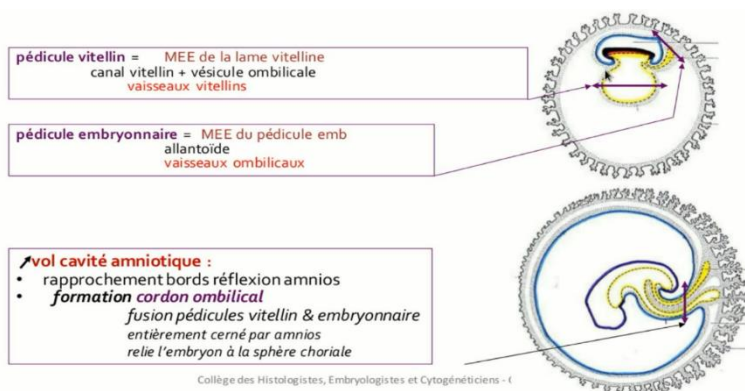 pédicule vitellin = MEE de la lame vitelline
canal vitellin + vésicule ombilicale
vaisseaux vitellins
pédicule embryonnaire = MEE du pédicule emb
allantoïde
vaisseaux ombilicaux
↗vol cavité amniotique :
• rapprochement bords réflexion amnios
• formation cordon ombilical
fusion pédicules vitellin & embryonnaire
entièrement cerné par amnios
relie l'embryon à la sphère choriale
Collège des Histologistes, Embryologistes et Cytogénéticiens - (